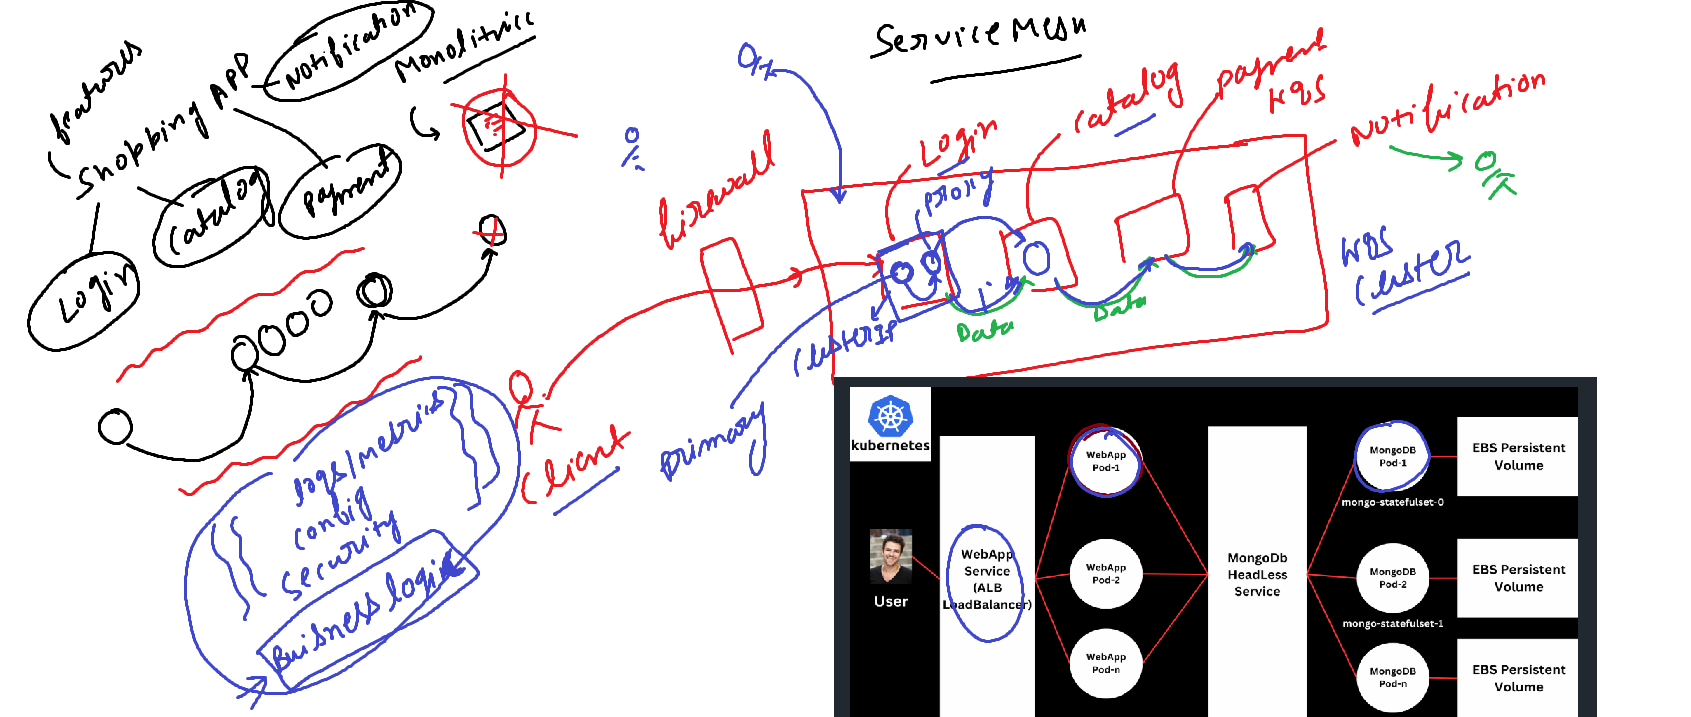 Service Mesh
features
Shopping APP
Notification
Monolithic
Catalog
Payment
Login
firewall
Login
proxy
catalog
payment
K8S
Notification
K8S
Cluster
ClusterIP
Data
Data
primary
Client
logs/metrics
config
security
Buisness logic
kubernetes
User
WebApp
Service
(ALB
LoadBalancer)
WebApp
Pod-1
WebApp
Pod-2
WebApp
Pod-n
MongoDb
HeadLess
Service
MongoDB
Pod-1
mongo-statefulset-0
MongoDB
Pod-2
mongo-statefulset-1
MongoDB
Pod-n
EBS Persistent
Volume
EBS Persistent
Volume
EBS Persistent
Volume